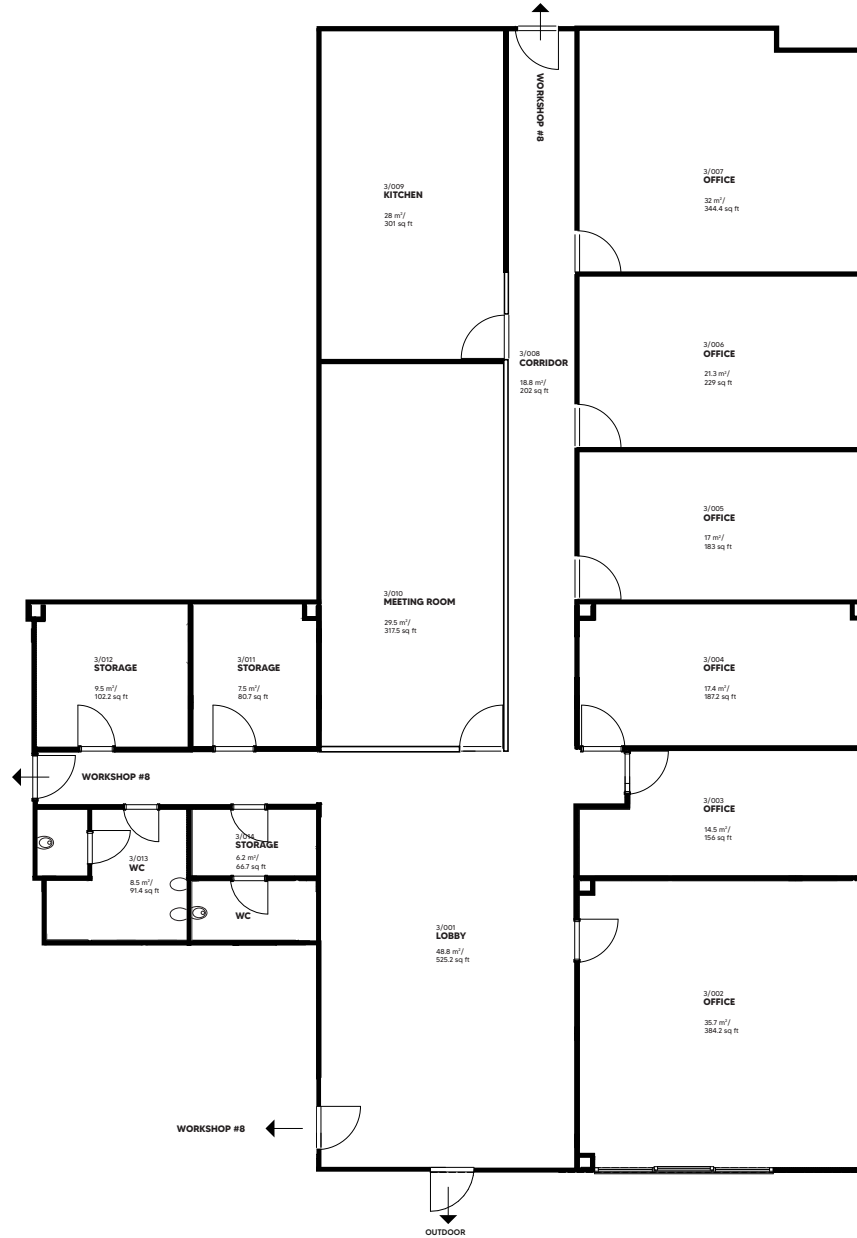 WORKSHOP #8
3/009
KITCHEN
28 m²/
301 sq ft
3/007
OFFICE
32 m²/
344.4 sq ft
3/008
CORRIDOR
18.8 m²/
202 sq ft
3/006
OFFICE
21.3 m²/
229 sq ft
3/005
OFFICE
17 m²/
183 sq ft
3/010
MEETING ROOM
29.5 m²/
317.5 sq ft
3/012
STORAGE
9.5 m²/
102.2 sq ft
3/011
STORAGE
7.5 m²/
80.7 sq ft
3/004
OFFICE
17.4 m²/
187.2 sq ft
WORKSHOP #8
3/003
OFFICE
14.5 m²/
156 sq ft
3/014
STORAGE
6.2 m²/
66.7 sq ft
3/013
WC
8.5 m²/
91.4 sq ft
WC
3/001
LOBBY
48.8 m²/
525.2 sq ft
3/002
OFFICE
35.7 m²/
384.2 sq ft
WORKSHOP #8
OUTDOOR